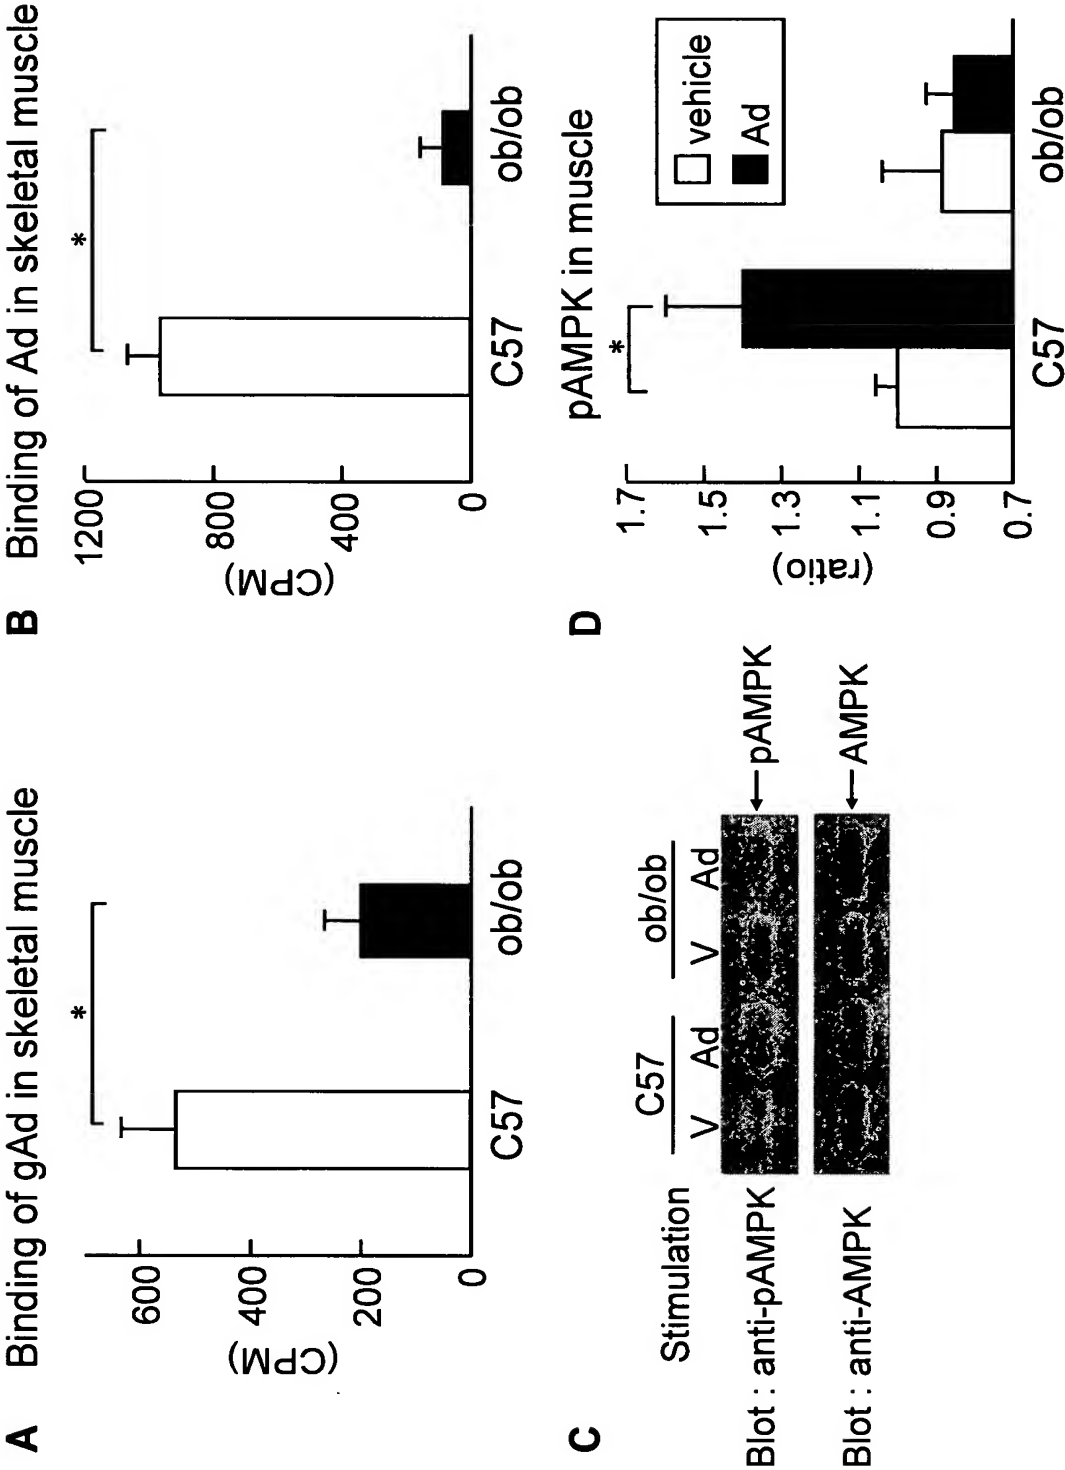 A Binding of gAd in skeletal muscle
(CPM)
600
400
200
0
*
C57
ob/ob
B Binding of Ad in skeletal muscle
(CPM)
1200
800
400
0
*
C57
ob/ob
C
Stimulation
C57
ob/ob
V Ad V Ad
Blot : anti-pAMPK
pAMPK
Blot : anti-AMPK
AMPK
D
pAMPK in muscle
(ratio)
1.7
1.5
1.3
1.1
0.9
0.7
*
vehicle
Ad
C57
ob/ob